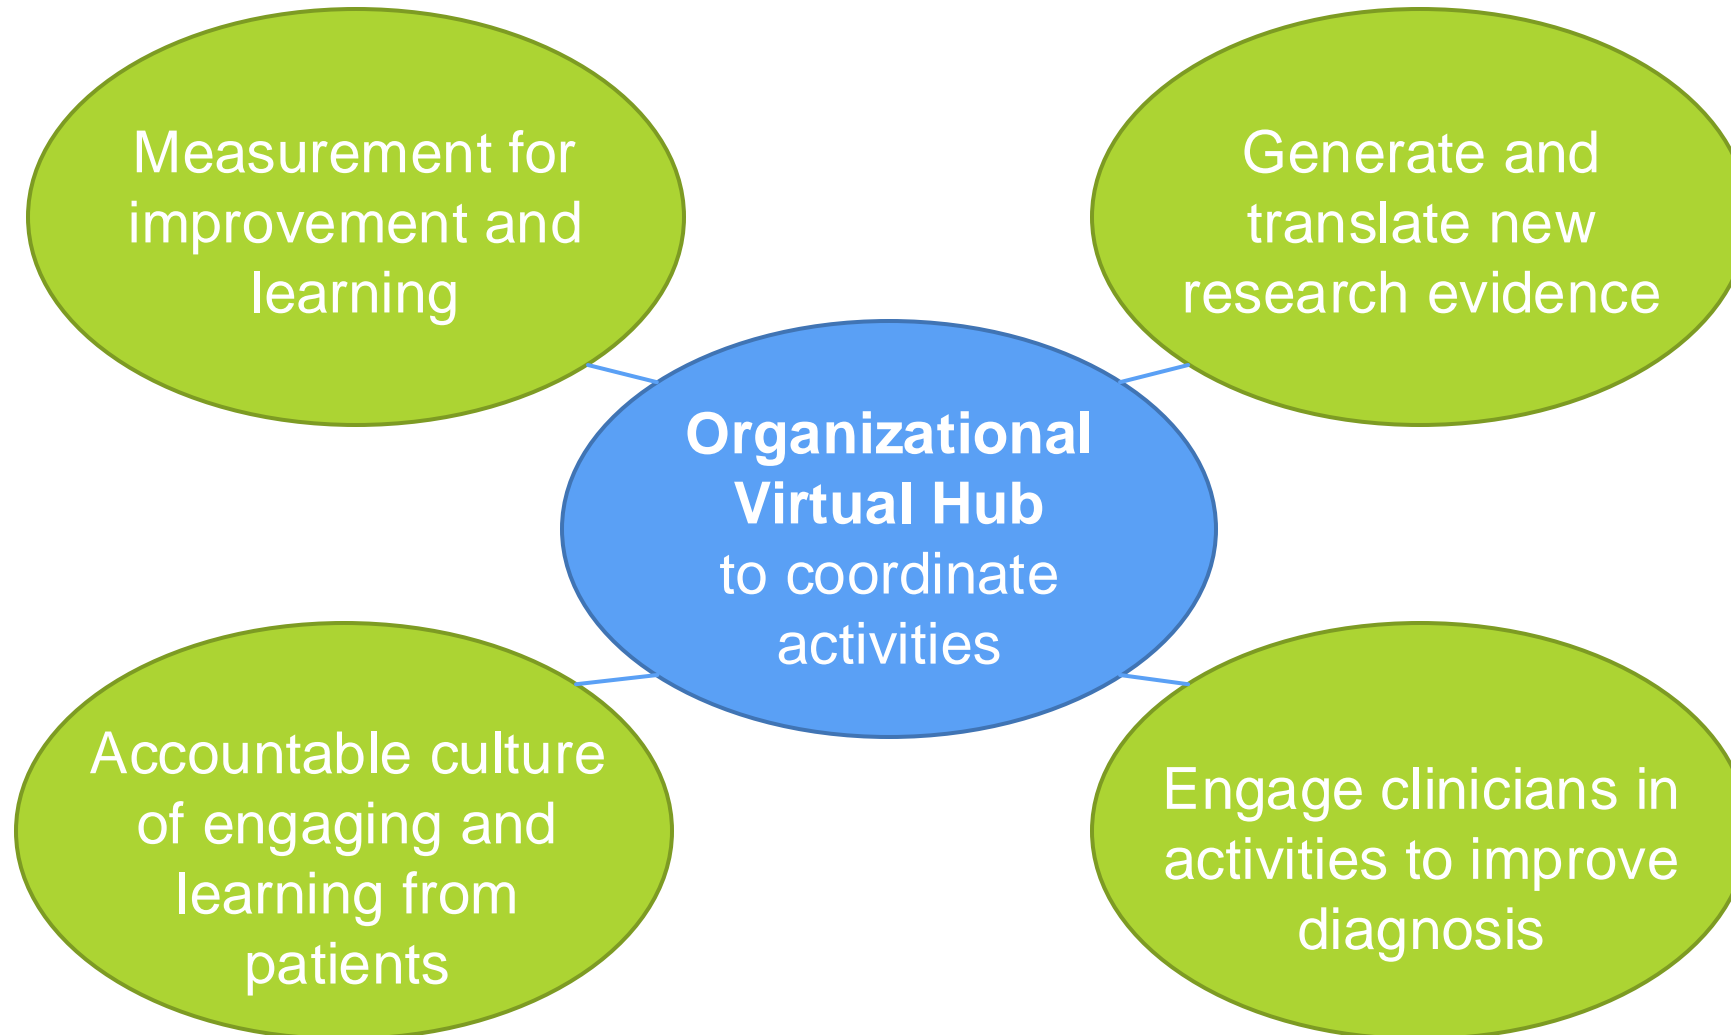 Measurement for
improvement and
learning
Generate and
translate new
research evidence
Organizational
Virtual Hub
to coordinate
activities
Accountable culture
of engaging and
learning from
patients
Engage clinicians in
activities to improve
diagnosis